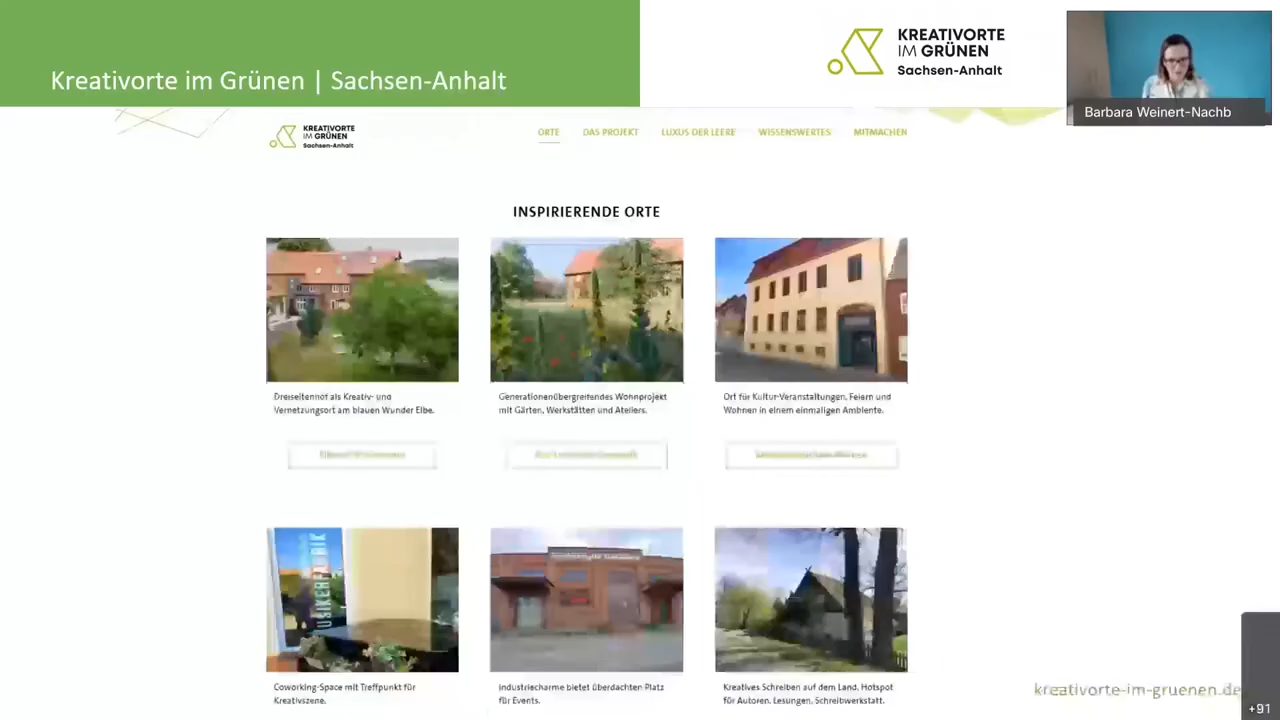 Kreativorte im Grünen | Sachsen-Anhalt
KREATIVORTE
IM GRÜNEN
Sachsen-Anhalt
Barbara Weinert-Nachb
KREATIVORTE
IM GRÜNEN
Sachsen-Anhalt
ORTE DAS PROJEKT LUXUS DER LEERE WISSENSWERTES MITMACHEN
INSPIRIERENDE ORTE
Dreiseitenhof als Kreativ- und
Vernetzungsort am blauen Wunder Elbe.
Generationenübergreifendes Wohnprojekt
mit Gärten, Werkstätten und Ateliers.
Ort für Kultur-Veranstaltungen, Feiern und
Wohnen in einem einmaligen Ambiente.
USIKERFABRIK
Coworking-Space mit Treffpunkt für
Kreativszene.
Industriecharme bietet überdachten Platz
für Events.
Kreatives Schreiben auf dem Land. Hotspot
für Autoren, Lesungen, Schreibwerkstatt.
kreativorte-im-gruenen.de
+91